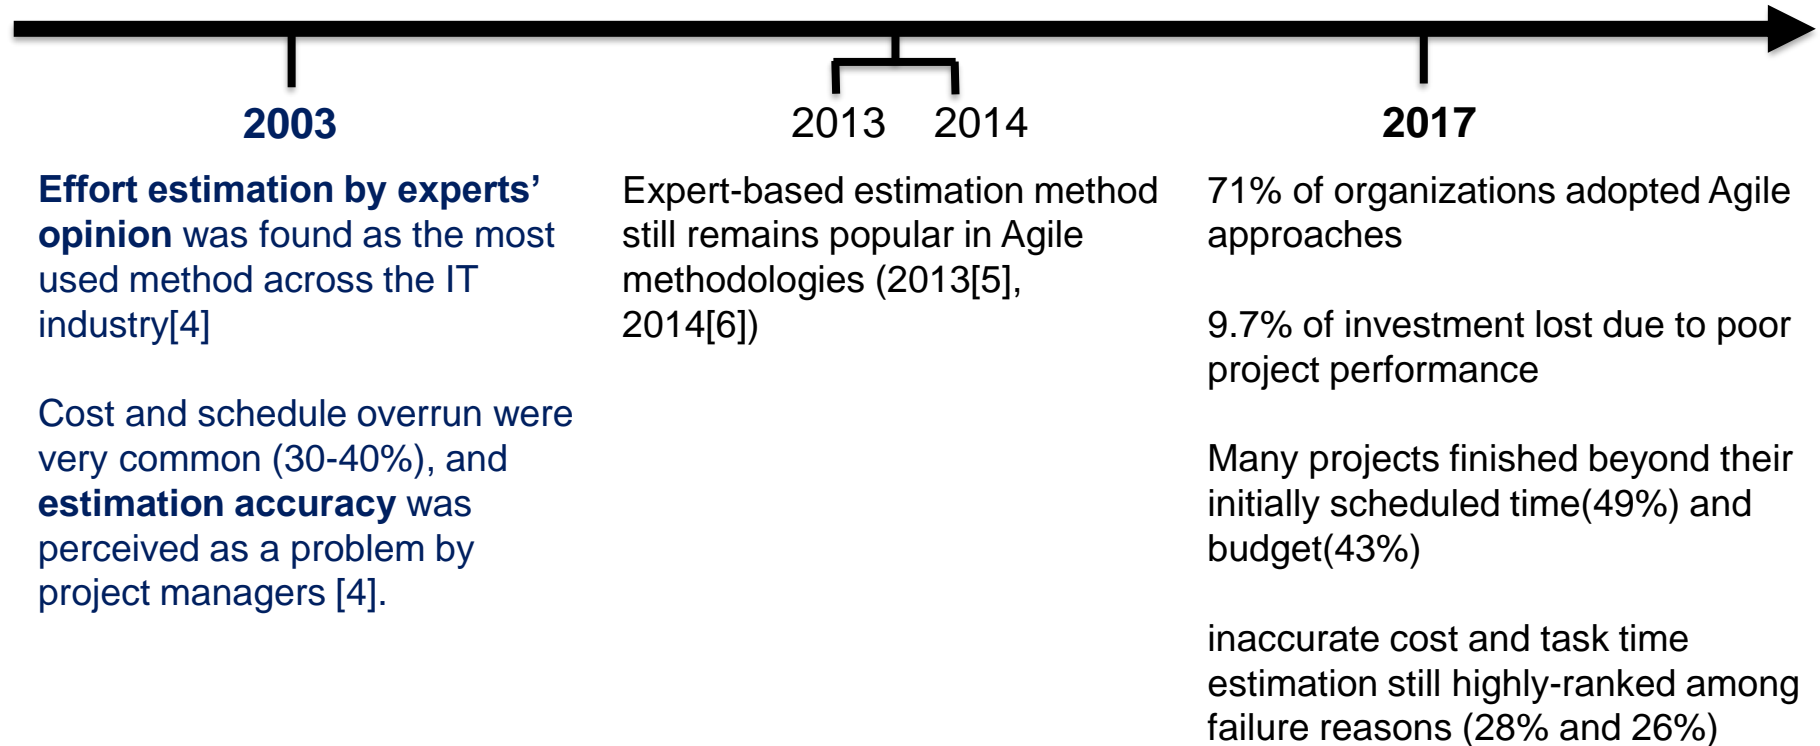 2003
Effort estimation by experts’
opinion was found as the most
used method across the IT
industry[4]
Cost and schedule overrun were
very common (30-40%), and
estimation accuracy was
perceived as a problem by
project managers [4].
2013 2014
Expert-based estimation method
still remains popular in Agile
methodologies (2013[5],
2014[6])
2017
71% of organizations adopted Agile
approaches
9.7% of investment lost due to poor
project performance
Many projects finished beyond their
initially scheduled time(49%) and
budget(43%)
inaccurate cost and task time
estimation still highly-ranked among
failure reasons (28% and 26%)